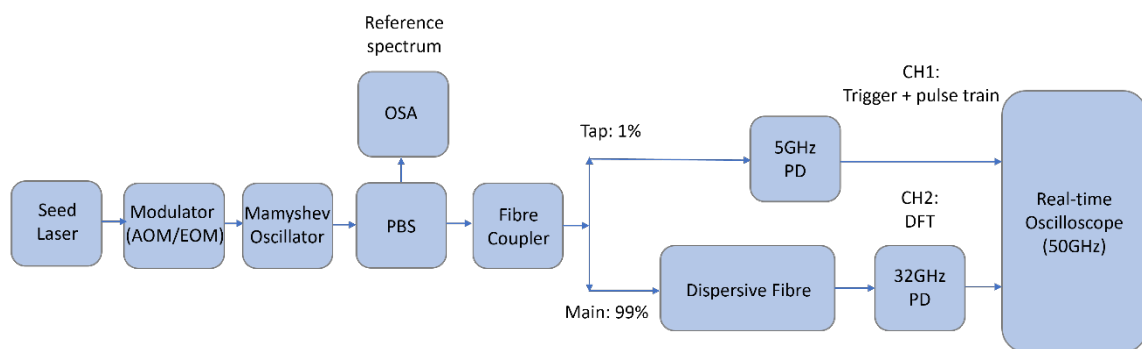 Reference
spectrum
OSA
CH1:
Trigger + pulse train
Tap: 1%
5GHz
PD
Seed
Laser
Modulator
(AOM/EOM)
Mamyshev
Oscillator
PBS
Fibre
Coupler
CH2:
DFT
Real-time
Oscilloscope
(50GHz)
Main: 99%
Dispersive Fibre
32GHz
PD